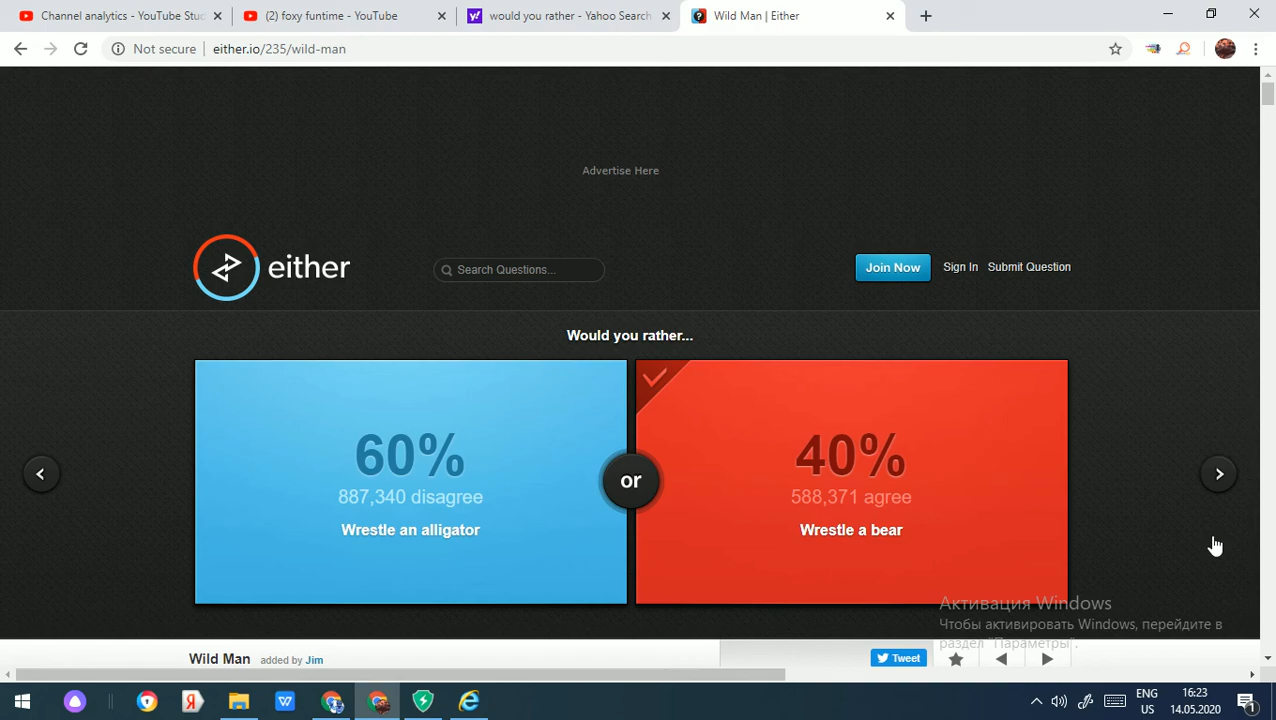 Channel analytics - YouTube Stu
(2) foxy funtime - YouTube
would you rather - Yahoo Search
Wild Man | Either
Not secure
either.io/235/wild-man
Advertise Here
either
Search Questions...
Join Now
Sign In
Submit Question
Would you rather...
60%
887,340 disagree
Wrestle an alligator
or
40%
588,371 agree
Wrestle a bear
Активация Windows
Чтобы активировать Windows, перейдите в
раздел "Параметры".
Wild Man added by Jim
Tweet
ENG
US
16:23
14.05.2020
1